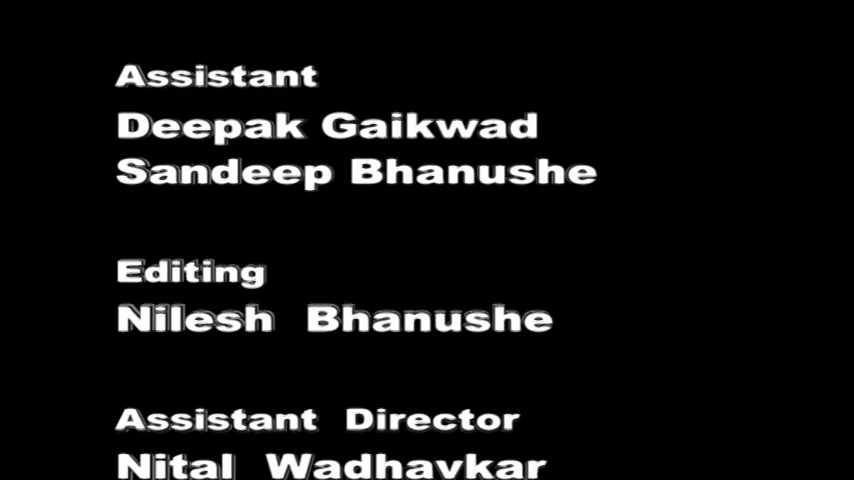 Assistant
Deepak Gaikwad
Sandeep Bhanushe
Editing
Nilesh Bhanushe
Assistant Director
Nital Wadhavkar